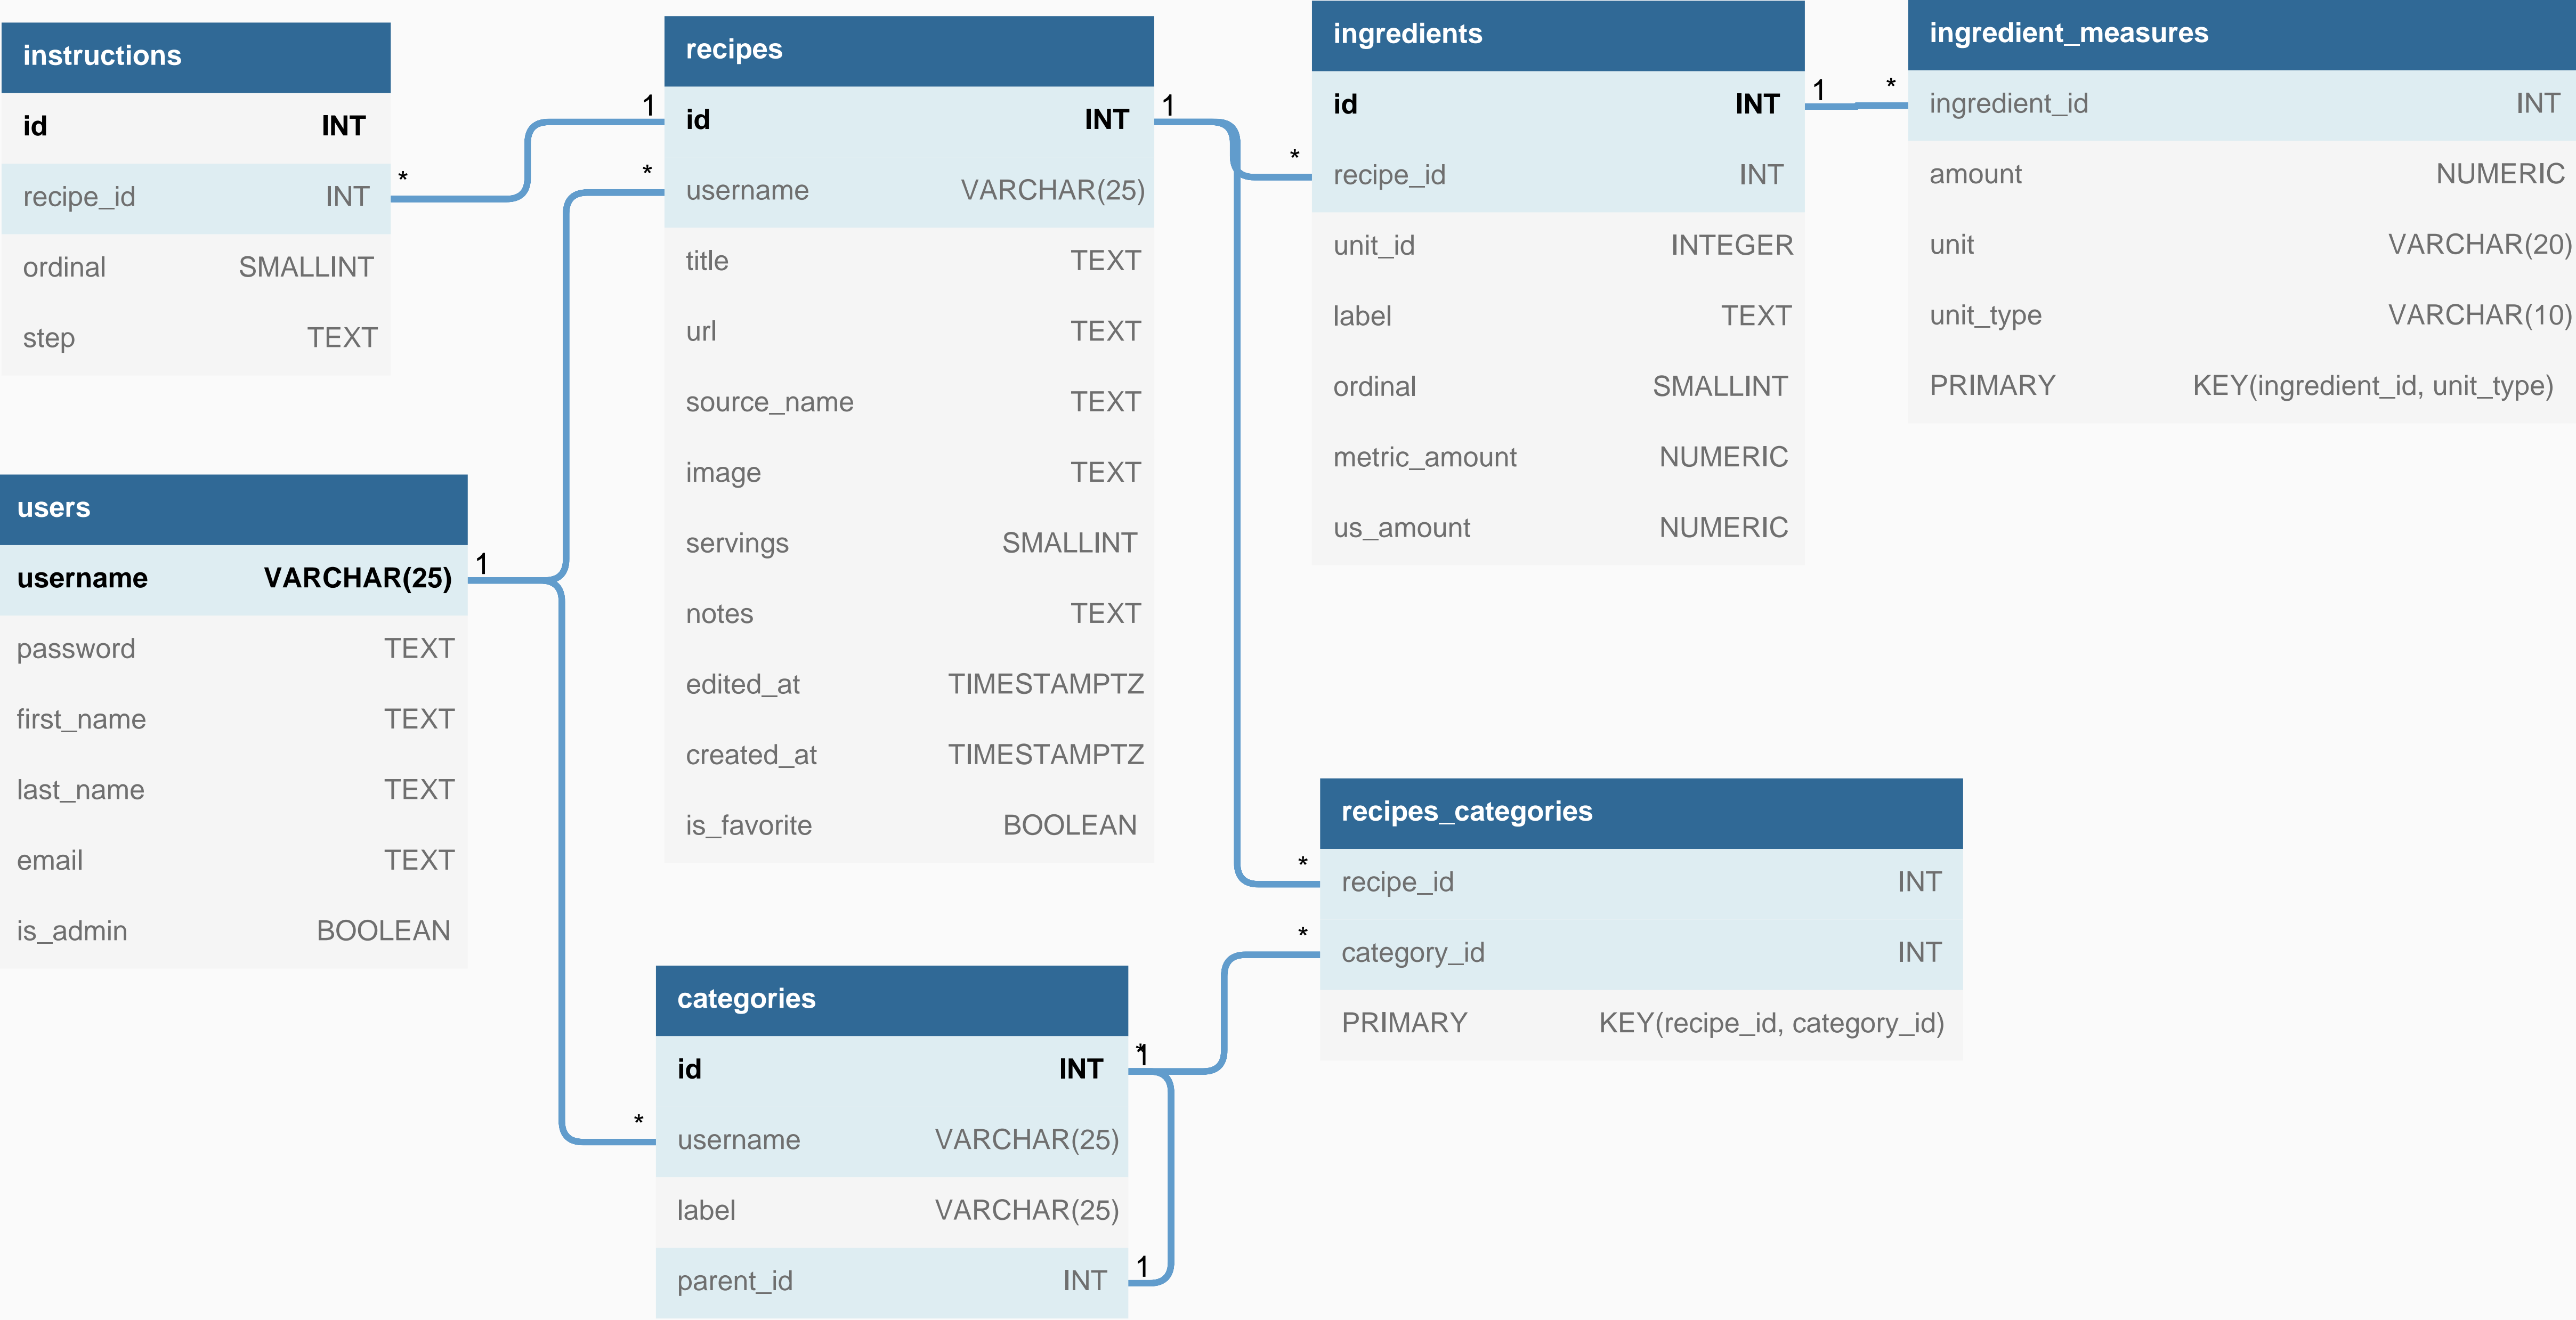 instructions
id INT
recipe_id INT
ordinal SMALLINT
step TEXT
*
1
*
recipes
id INT
username VARCHAR(25)
title TEXT
url TEXT
source_name TEXT
image TEXT
servings SMALLINT
notes TEXT
edited_at TIMESTAMPTZ
created_at TIMESTAMPTZ
is_favorite BOOLEAN
1
*
ingredients
id INT
recipe_id INT
unit_id INTEGER
label TEXT
ordinal SMALLINT
metric_amount NUMERIC
us_amount NUMERIC
1
*
ingredient_measures
ingredient_id INT
amount NUMERIC
unit VARCHAR(20)
unit_type VARCHAR(10)
PRIMARY KEY(ingredient_id, unit_type)
users
username VARCHAR(25)
password TEXT
first_name TEXT
last_name TEXT
email TEXT
is_admin BOOLEAN
1
*
categories
id INT
username VARCHAR(25)
label VARCHAR(25)
parent_id INT
*
1
1
*
*
recipes_categories
recipe_id INT
category_id INT
PRIMARY KEY(recipe_id, category_id)